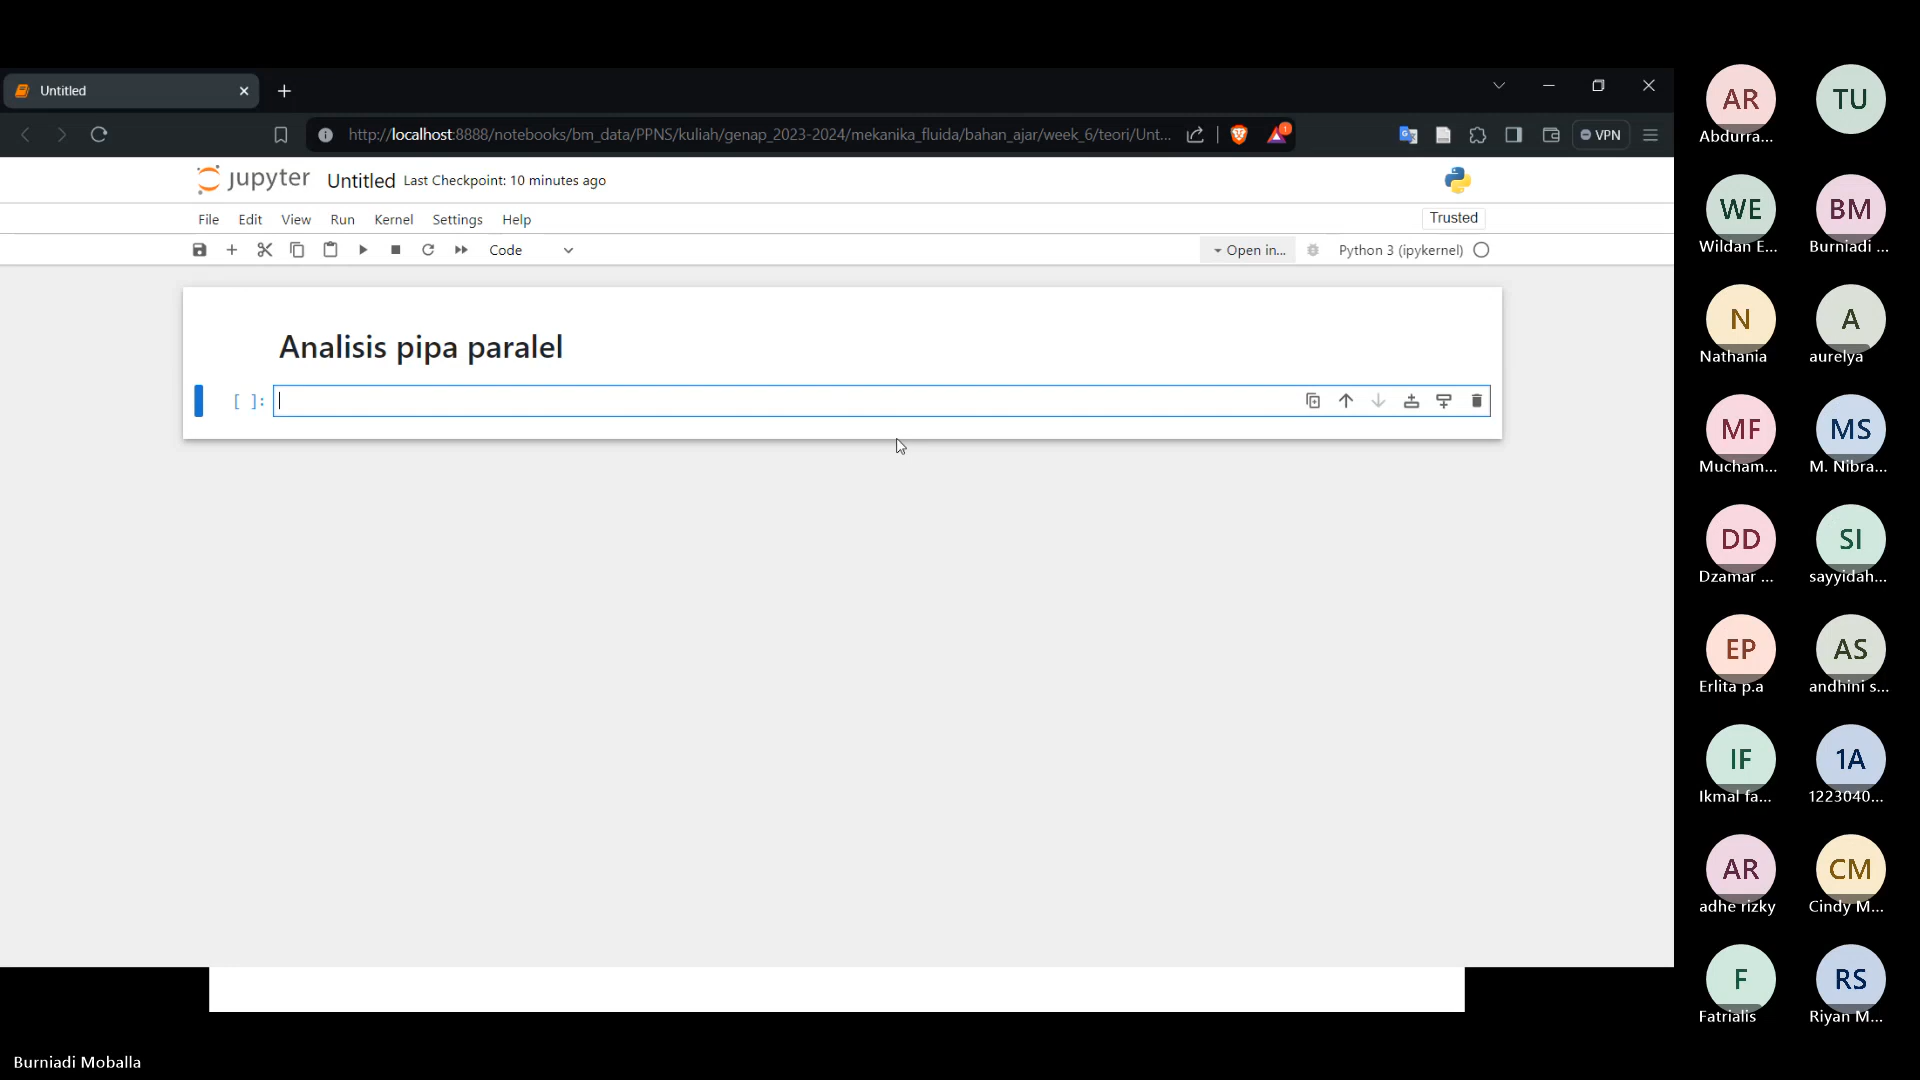 Untitled
http://localhost:8888/notebooks/bm_data/PPNS/kuliah/genap_2023-2024/mekanika_fluida/bahan_ajar/week_6/teori/Unt...
1
VPN
jupyter Untitled Last Checkpoint: 10 minutes ago
File Edit View Run Kernel Settings Help
Trusted
Code
Open in...
Python 3 (ipykernel)
Analisis pipa paralel
[ ]:
AR
Abdurra...
TU
WE
Wildan E...
BM
Burniadi ...
N
Nathania
A
aurelya
MF
Mucham...
MS
M. Nibra...
DD
Dzamar ...
SI
sayyidah...
EP
Erlita p.a
AS
andhini s...
IF
Ikmal fa...
1A
1223040...
AR
adhe rizky
CM
Cindy M...
F
Fatrialis
RS
Riyan M...
Burniadi Moballa